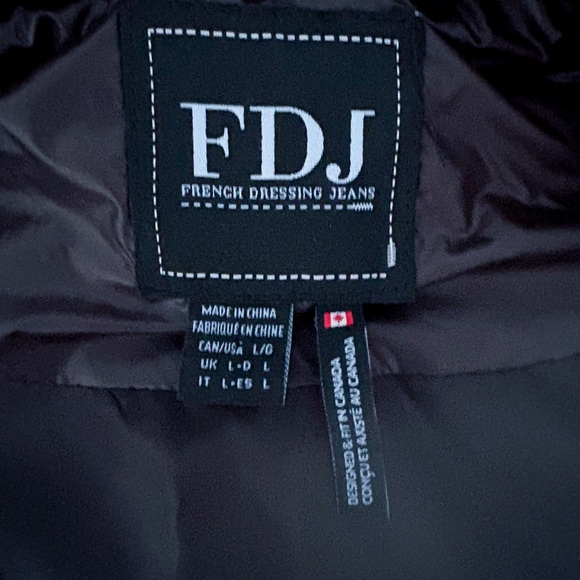 FDJ
FRENCH DRESSING JEANS
MADE IN CHINA
FABRIQUÉ EN CHINE
CAN/USA L/G
UK L•D L
IT L•ES L
DESIGNED & FIT IN CANADA
CONÇU ET AJUSTÉ AU CANADA